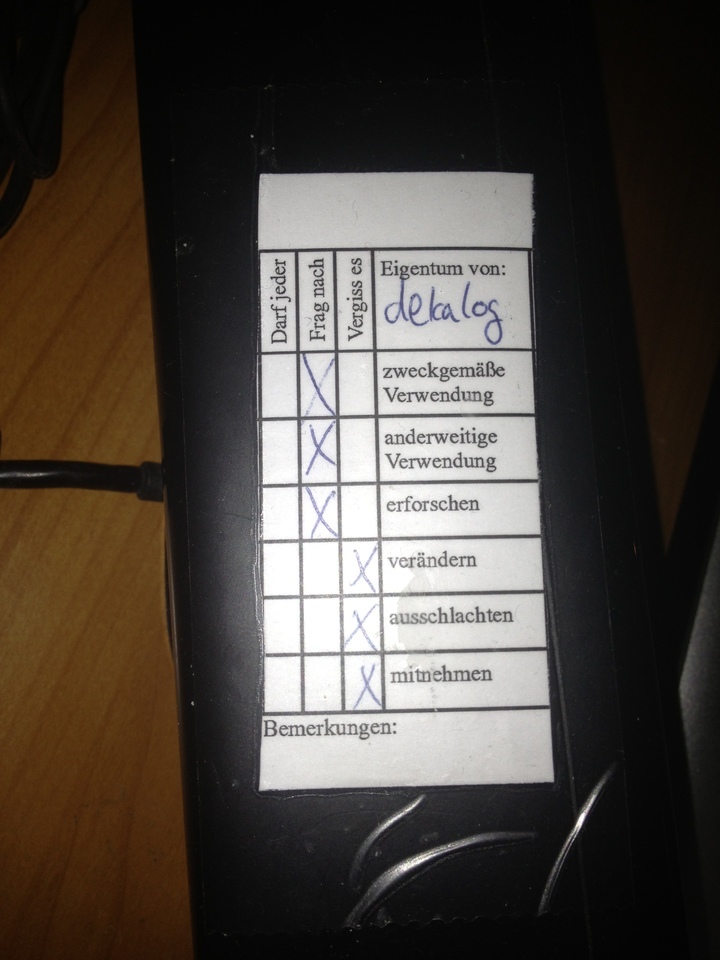 Darf jeder
Frag nach
Vergiss es
Eigentum von:
dekalog
X zweckgemäße
Verwendung
X anderweitige
Verwendung
X erforschen
X verändern
X ausschlachten
X mitnehmen
Bemerkungen: